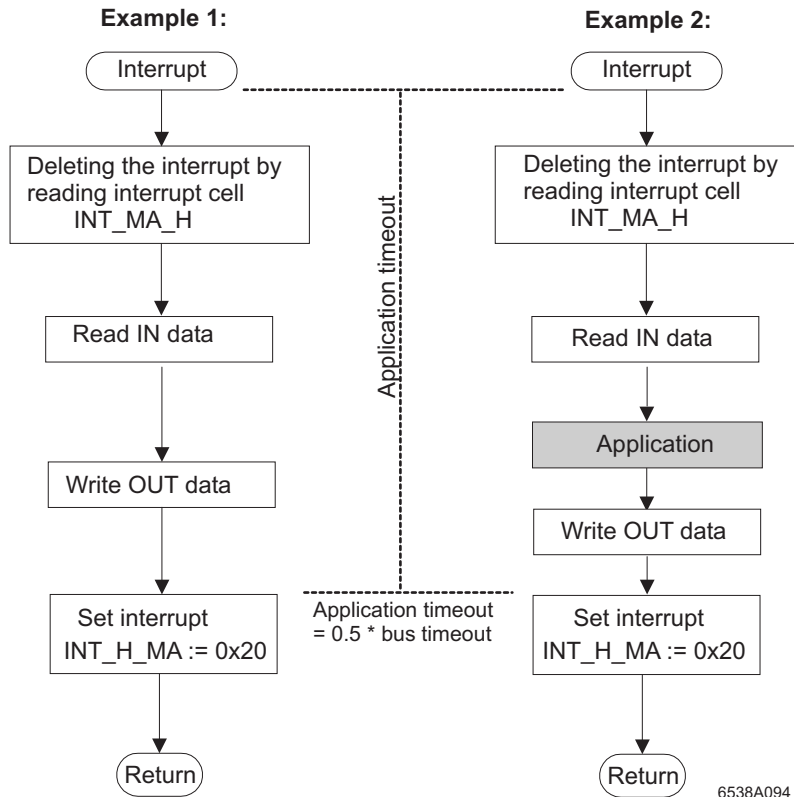 Example 1:
Interrupt
Deleting the interrupt by
reading interrupt cell
INT_MA_H
Read IN data
Write OUT data
Set interrupt
INT_H_MA := 0x20
Return
Application timeout
Application timeout
= 0.5 * bus timeout
Example 2:
Interrupt
Deleting the interrupt by
reading interrupt cell
INT_MA_H
Read IN data
Application
Write OUT data
Set interrupt
INT_H_MA := 0x20
Return
6538A094